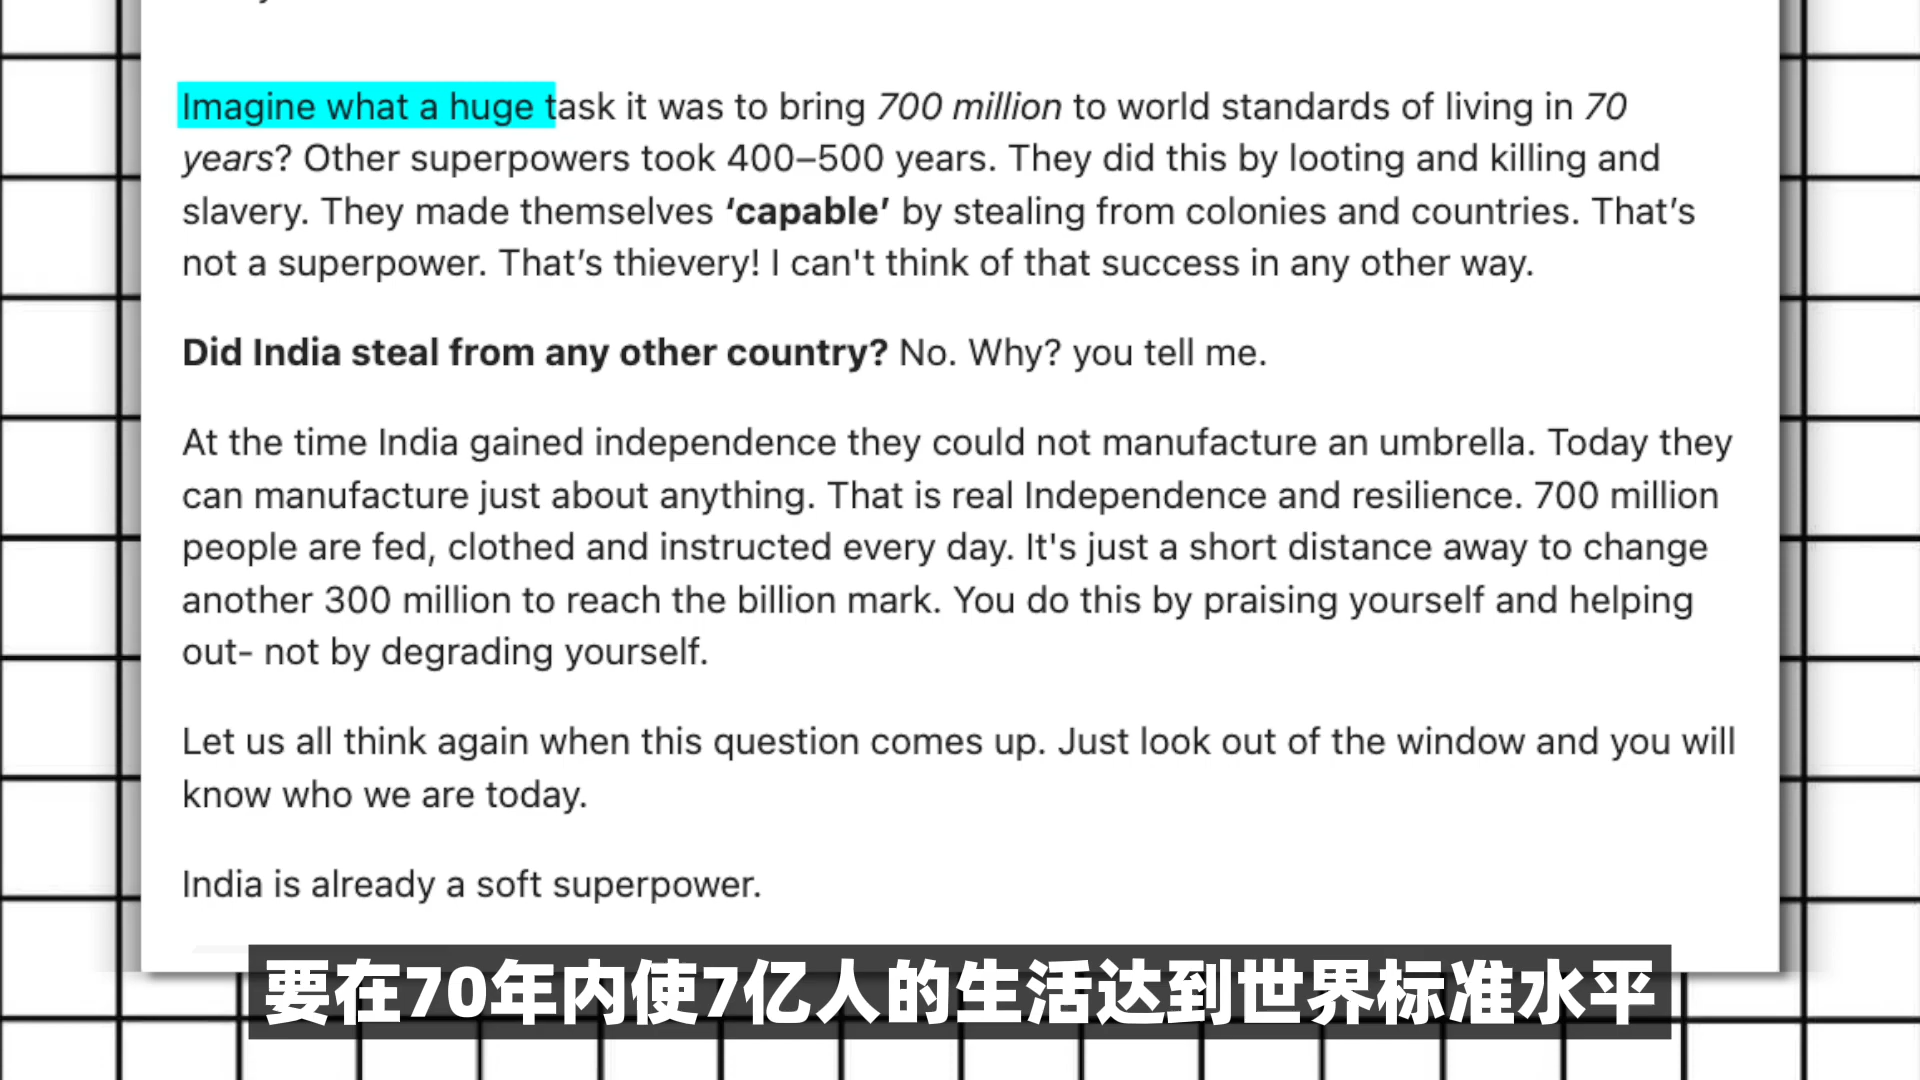 Imagine what a huge task it was to bring 700 million to world standards of living in 70
years? Other superpowers took 400–500 years. They did this by looting and killing and
slavery. They made themselves ‘capable’ by stealing from colonies and countries. That’s
not a superpower. That’s thievery! I can't think of that success in any other way.
Did India steal from any other country? No. Why? you tell me.
At the time India gained independence they could not manufacture an umbrella. Today they
can manufacture just about anything. That is real Independence and resilience. 700 million
people are fed, clothed and instructed every day. It's just a short distance away to change
another 300 million to reach the billion mark. You do this by praising yourself and helping
out- not by degrading yourself.
Let us all think again when this question comes up. Just look out of the window and you will
know who we are today.
India is already a soft superpower.
要在70年内使7亿人的生活达到世界标准水平